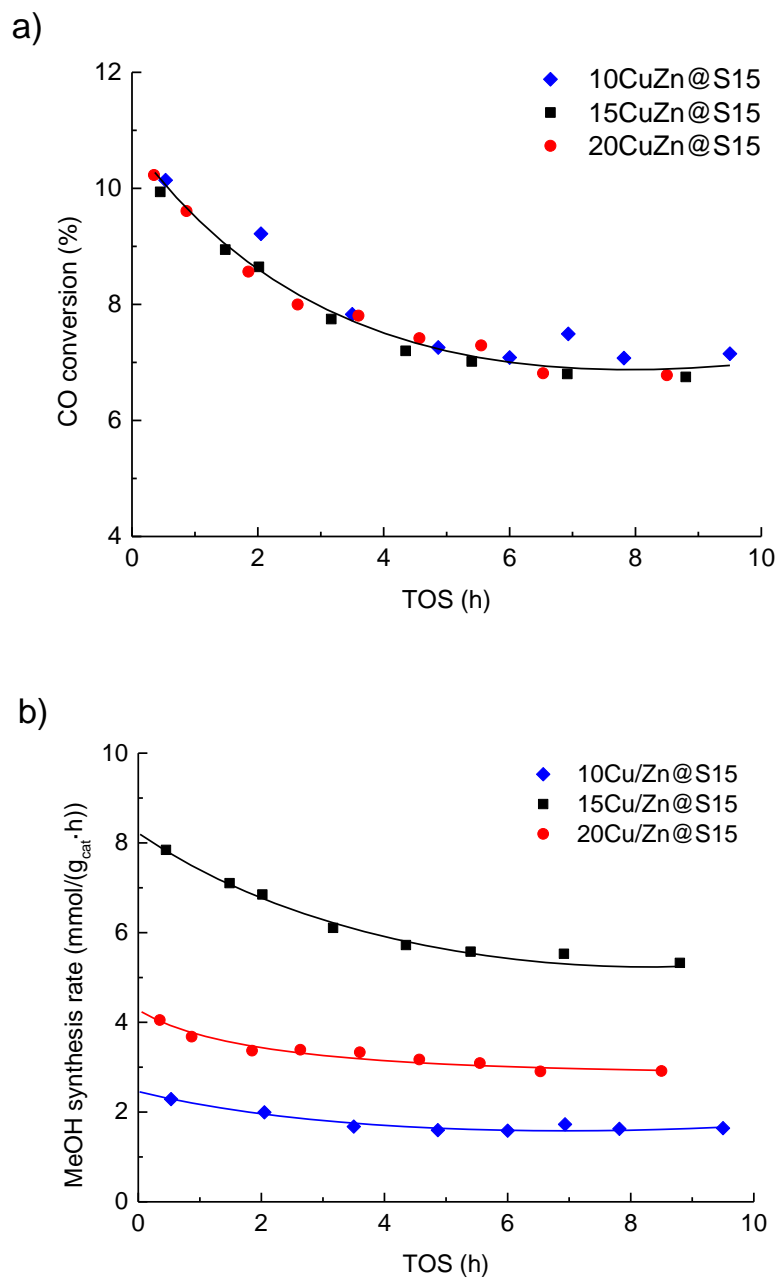 a)
12
10
8
6
4
0
2
4
6
8
10
CO conversion (%)
TOS (h)
10CuZn@S15
15CuZn@S15
20CuZn@S15
b)
10
8
6
4
2
0
0
2
4
6
8
10
MeOH synthesis rate (mmol/(gcat·h))
TOS (h)
10Cu/Zn@S15
15Cu/Zn@S15
20Cu/Zn@S15